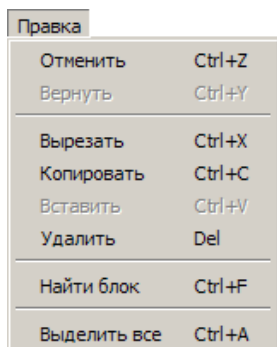 Правка
Отменить Ctrl+Z
Вернуть Ctrl+Y
Вырезать Ctrl+X
Копировать Ctrl+C
Вставить Ctrl+V
Удалить Del
Найти блок Ctrl+F
Выделить все Ctrl+A